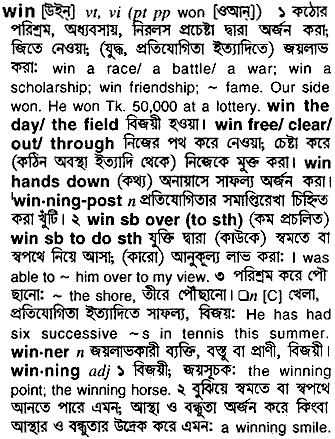 win [উইন্] vt, vi (pt pp won [ওআন্]) ১ কঠোর
পরিশ্রম, অধ্যবসায়, নিরলস প্রচেষ্টা দ্বারা অর্জন করা;
জিতে নেওয়া; (যুদ্ধ, প্রতিযোগিতা ইত্যাদিতে) জয়লাভ
করা: win a race/ a battle/ a war; win a
scholarship; win friendship; ~ fame. Our side
won. He won Tk. 50,000 at a lottery. win the
day/ the field বিজয়ী হওয়া। win free/ clear/
out/ through নিজের পথ করে নেওয়া; চেষ্টা করে
(কঠিন অবস্থা ইত্যাদি থেকে) নিজেকে মুক্ত করা। win
hands down (কথ্য) অনায়াসে সাফল্য অর্জন করা।
win·ning-post n প্রতিযোগিতার সমাপ্তিরেখা চিহ্নিত
করা খুঁটি। ২ win sb over (to sth) (কম প্রচলিত)
win sb to do sth যুক্তি দ্বারা (কাউকে) স্বমতে বা
স্বপথে নিয়ে আসা, (কারো) আনুকূল্য লাভ করা: I was
able to ~ him over to my view. ৩ পরিশ্রম করে পৌঁ
ছানো: ~ the shore, তীরে পৌঁছানো। □n [C] খেলা,
প্রতিযোগিতা ইত্যাদিতে সাফল্য, বিজয়: He has had
six successive ~s in tennis this summer.
win·ner n জয়লাভকারী ব্যক্তি, বস্তু বা প্রাণী, বিজয়ী।
win·ning adj ১ বিজয়ী; জয়সূচক: the winning
point; the winning horse. ২ বুঝিয়ে স্বমতে বা স্বপথে
আনতে পারে এমন; আস্থা ও বন্ধুতা অর্জন করে কিংবা
আস্থার ও বন্ধুতার উদ্রেক করে এমন: a winning smile.